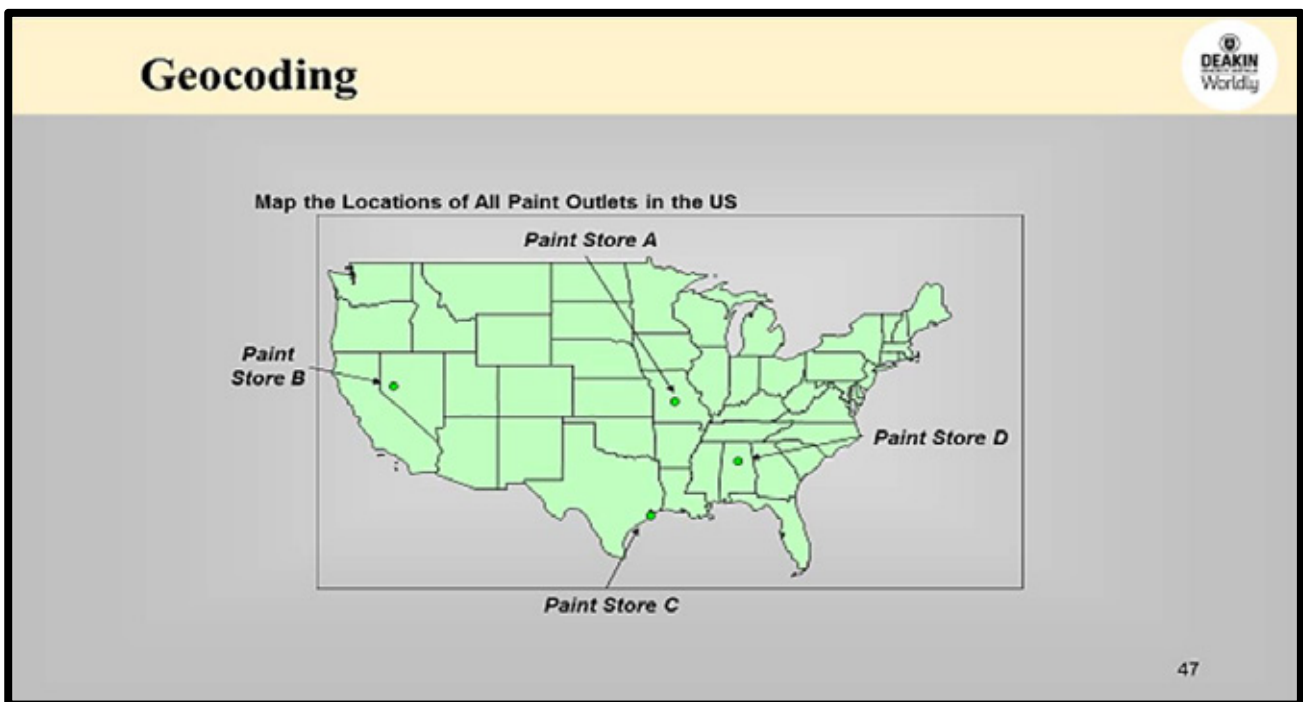 Geocoding
DEAKIN
Worldly
Map the Locations of All Paint Outlets in the US
Paint Store A
Paint
Store B
Paint Store D
Paint Store C
47